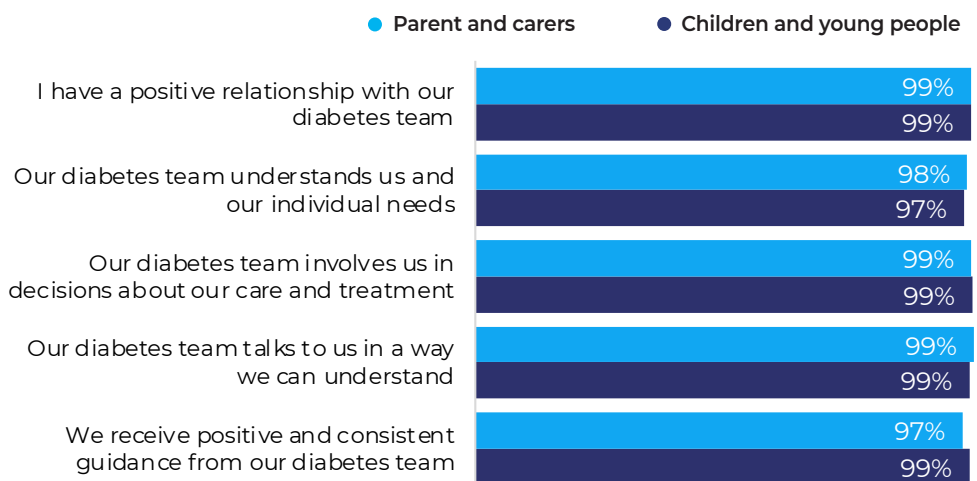 Parent and carers
Children and young people
I have a positive relationship with our
diabetes team
99%
99%
Our diabetes team understands us and
our individual needs
98%
97%
Our diabetes team involves us in
decisions about our care and treatment
99%
99%
Our diabetes team talks to us in a way
we can understand
99%
99%
We receive positive and consistent
guidance from our diabetes team
97%
99%